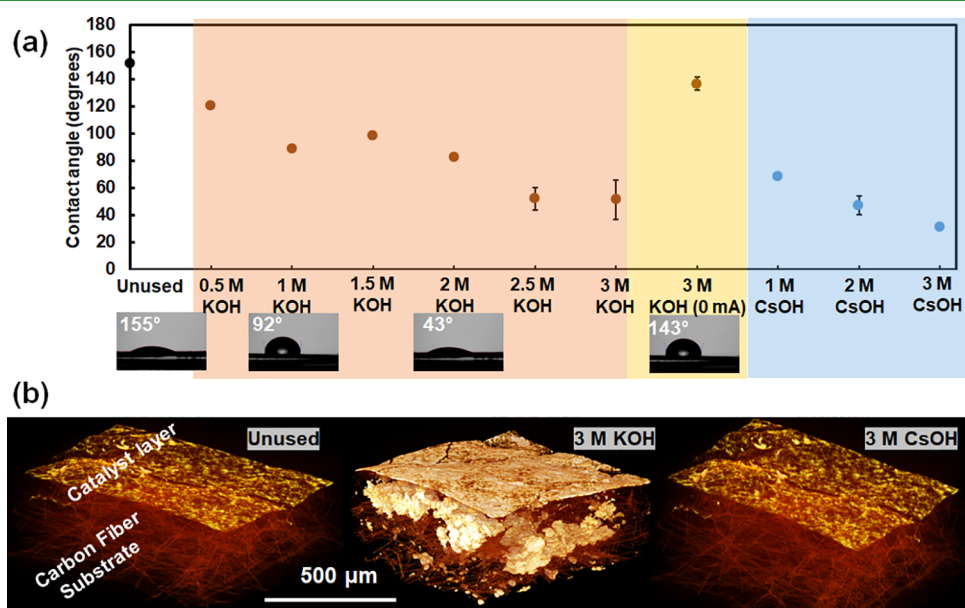 (a)
Contact angle (degrees)
180
160
140
120
100
80
60
40
20
0
Unused
0.5 M
KOH
1 M
KOH
1.5 M
KOH
2 M
KOH
2.5 M
KOH
3 M
KOH
3 M
KOH (0 mA)
1 M
CsOH
2 M
CsOH
3 M
CsOH
155°
92°
43°
143°
(b)
Catalyst layer
Carbon Fiber
Substrate
Unused
3 M KOH
3 M CsOH
500 µm